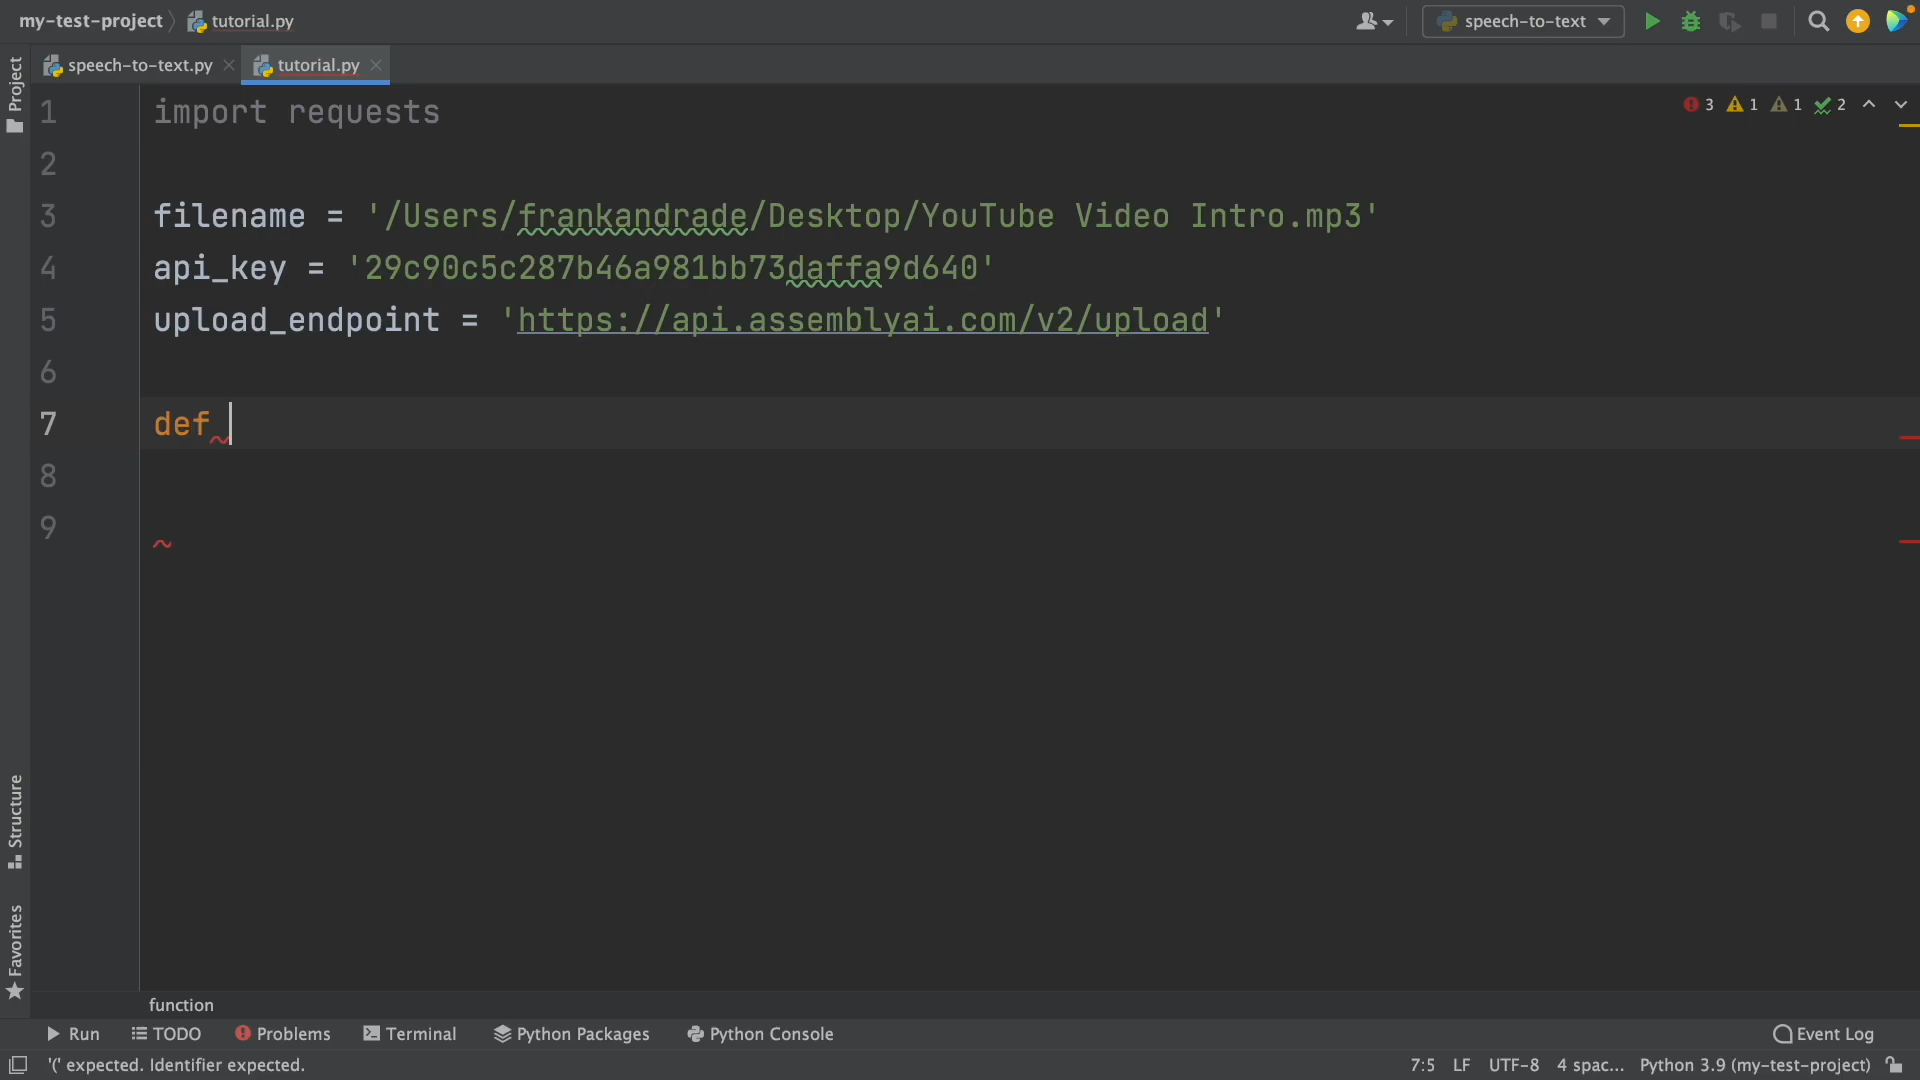 my-test-project tutorial.py speech-to-text
speech-to-text.py tutorial.py
Project
Structure
Favorites
3 1 1 2
1 import requests
2
3 filename = '/Users/frankandrade/Desktop/YouTube Video Intro.mp3'
4 api_key = '29c90c5c287b46a981bb73daffa9d640'
5 upload_endpoint = 'https://api.assemblyai.com/v2/upload'
6
7 def
8
9
function
Run TODO Problems Terminal Python Packages Python Console Event Log
'(' expected. Identifier expected. 7:5 LF UTF-8 4 spac... Python 3.9 (my-test-project)